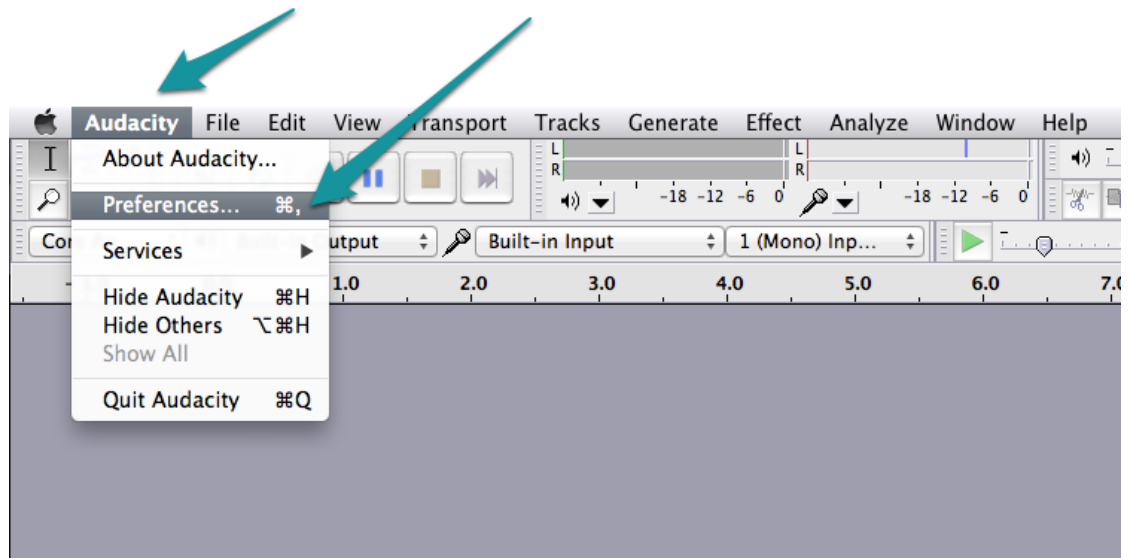 Audacity File Edit View Transport Tracks Generate Effect Analyze Window Help
About Audacity...
L
R
L
R
-18 -12 -6 0
-18 -12 -6 0
Preferences... ⌘,
Built-in Input
1 (Mono) Inp...
Services
1.0 2.0 3.0 4.0 5.0 6.0
Hide Audacity ⌘H
Hide Others ⌥⌘H
Show All
Quit Audacity ⌘Q